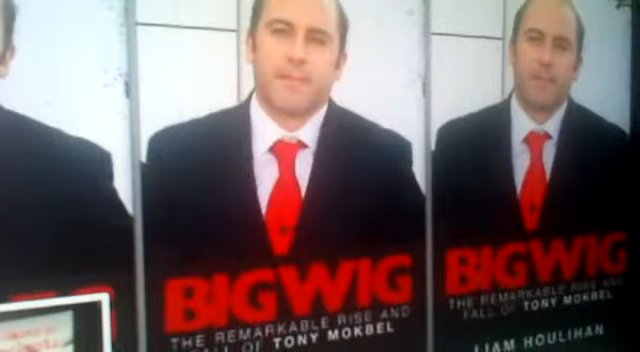 BIGWIG
THE REMARKABLE RISE AND
FALL OF TONY MOKBEL
BIGWIG
THE REMARKABLE RISE AND
FALL OF TONY MOKBEL
LIAM HOULIHAN